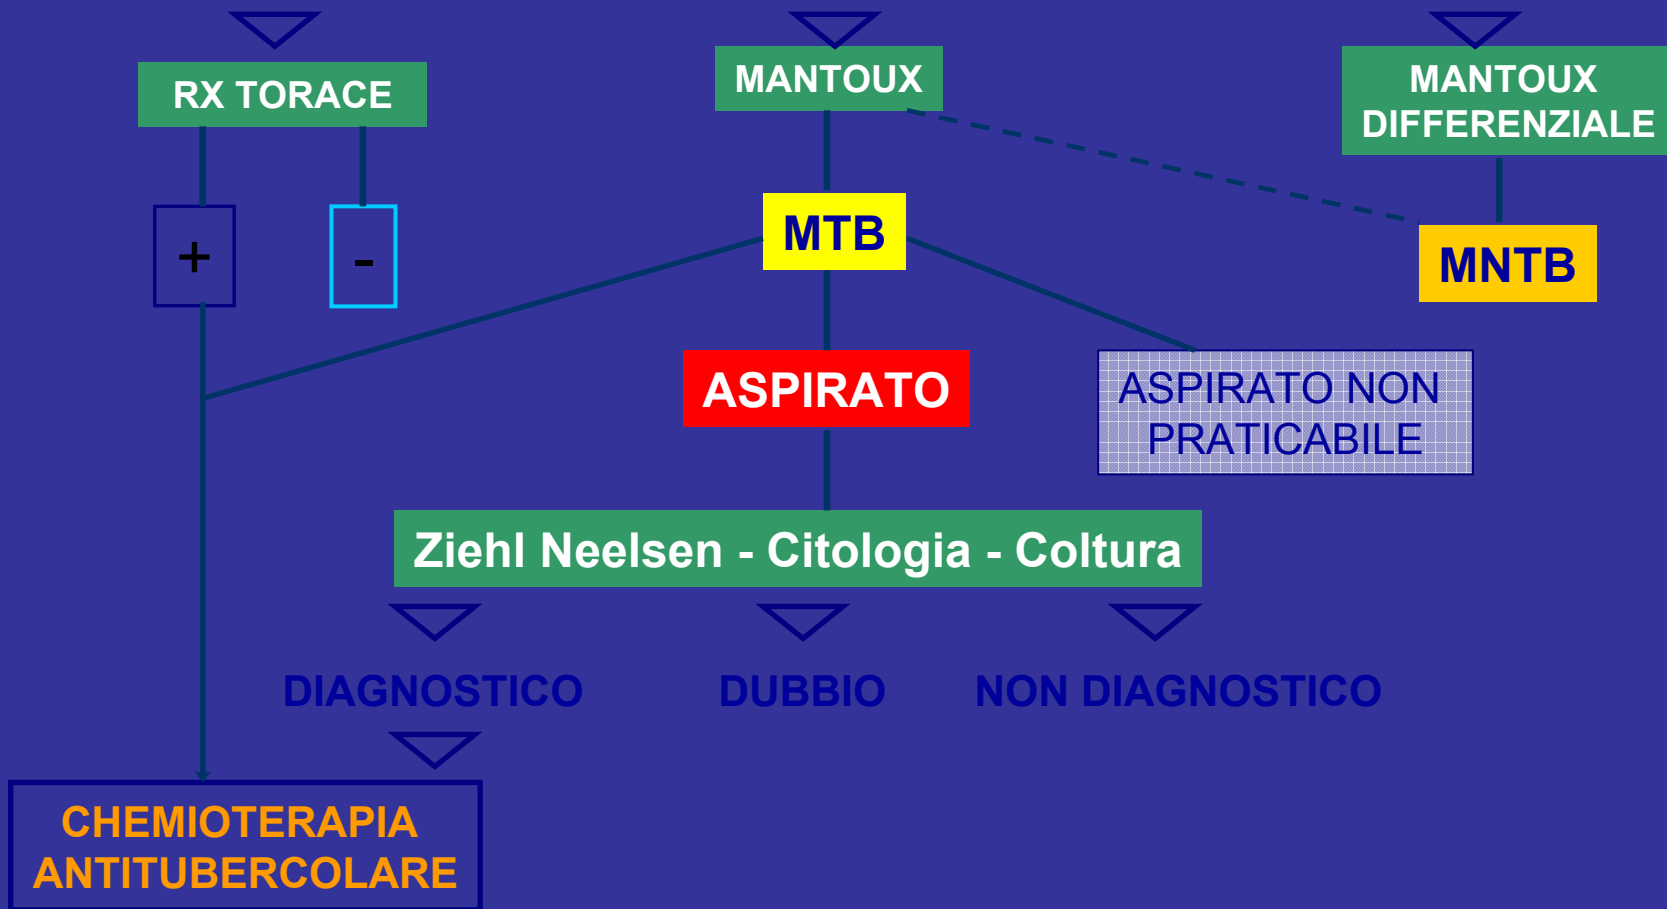 RX TORACE
MANTOUX
MANTOUX
DIFFERENZIALE
+
-
MTB
MNTB
ASPIRATO
ASPIRATO NON
PRATICABILE
Ziehl Neelsen - Citologia - Coltura
DIAGNOSTICO
DUBBIO
NON DIAGNOSTICO
CHEMIOTERAPIA
ANTITUBERCOLARE